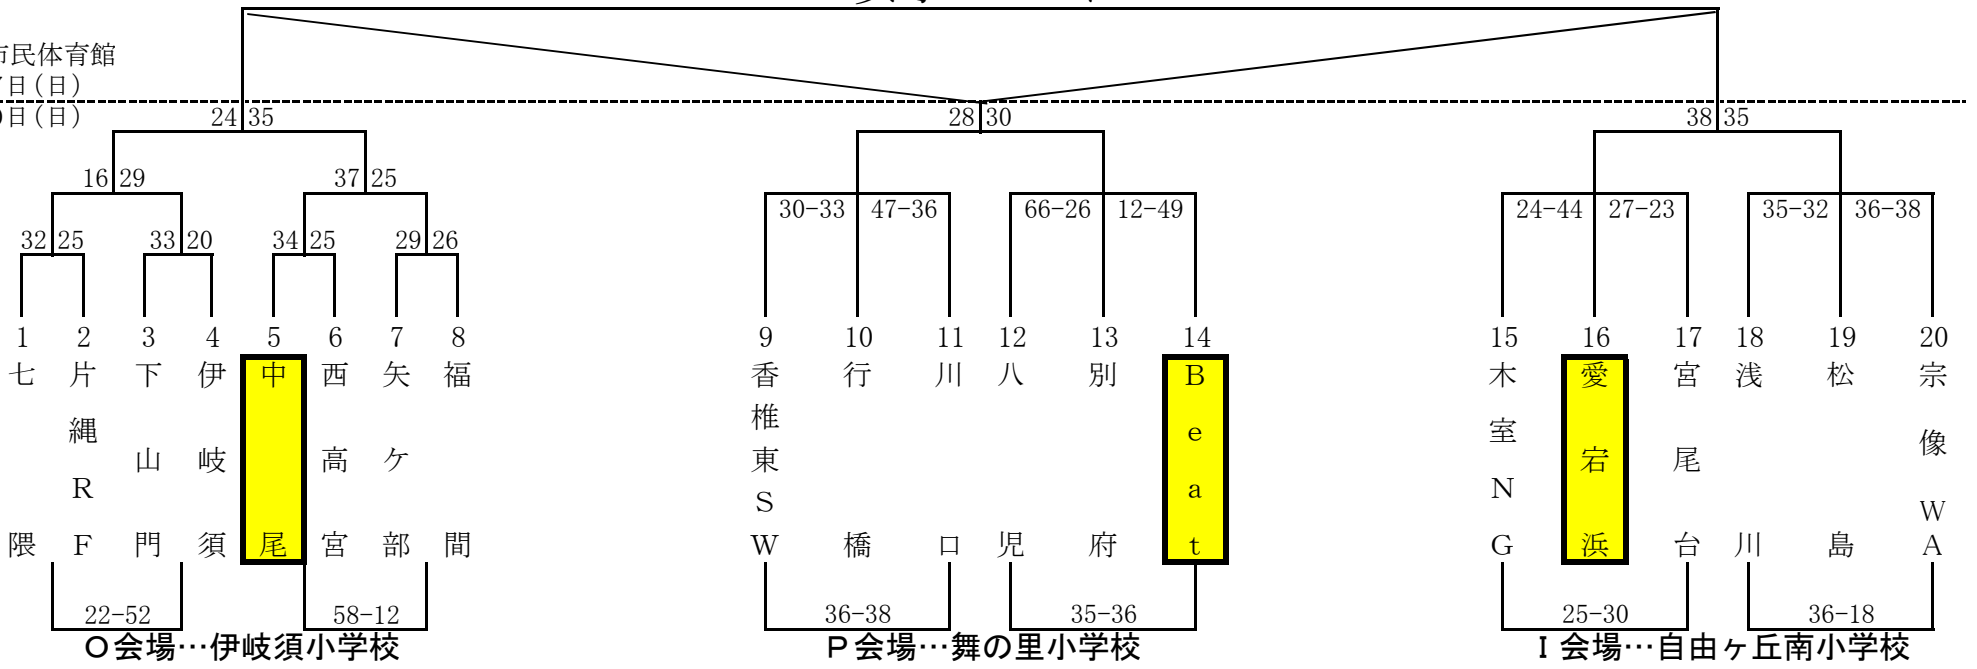 市民体育館
日(日)
日(日)
24 35
28 30
38 35
16 29
37 25
30-33 47-36
66-26 12-49
24-44 27-23
35-32 36-38
32 25
33 20
34 25
29 26
1 2 3 4 5 6 7 8
9 10 11 12 13 14
15 16 17 18 19 20
七隈
片縄RF
下山門
伊岐須
中尾
西高宮
矢ケ部
福間
香椎東SW
行橋
川口
八児
別府
Beat
木室NG
愛宕浜
宮尾台
浅川
松島
宗像WA
22-52
58-12
36-38
35-36
25-30
36-18
O会場…伊岐須小学校
P会場…舞の里小学校
I会場…自由ヶ丘南小学校